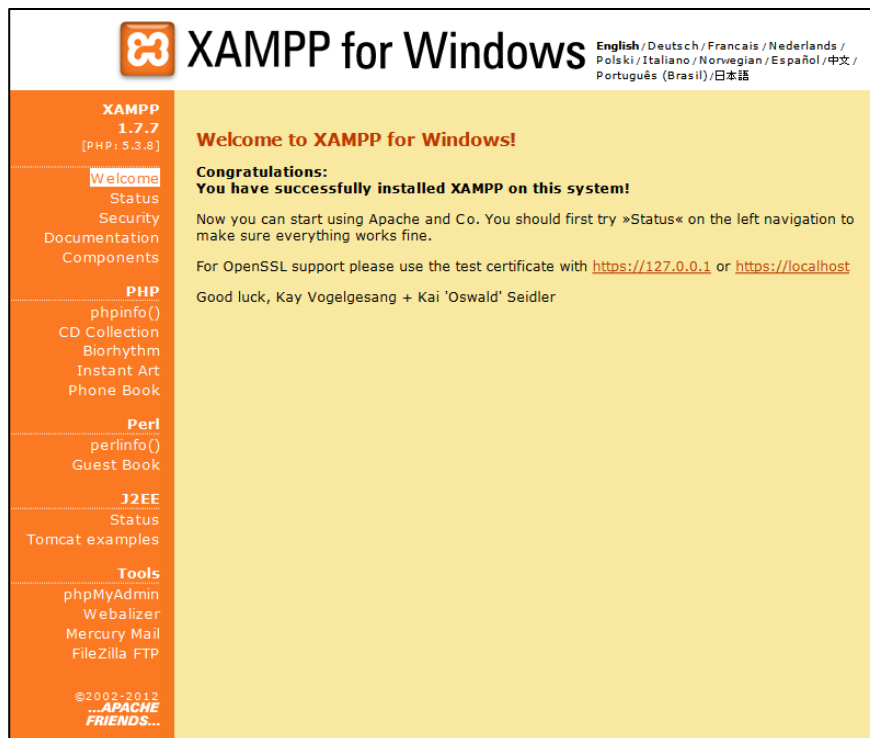 XAMPP for Windows
English / Deutsch / Francais / Nederlands /
Polski / Italiano / Norwegian / Español / 中文 /
Português (Brasil) / 日本語
XAMPP
1.7.7
[PHP: 5.3.8]
Welcome
Status
Security
Documentation
Components
PHP
phpinfo()
CD Collection
Biorhythm
Instant Art
Phone Book
Perl
perlinfo()
Guest Book
J2EE
Status
Tomcat examples
Tools
phpMyAdmin
Webalizer
Mercury Mail
FileZilla FTP
©2002-2012
...APACHE
FRIENDS...
Welcome to XAMPP for Windows!
Congratulations:
You have successfully installed XAMPP on this system!
Now you can start using Apache and Co. You should first try »Status« on the left navigation to
make sure everything works fine.
For OpenSSL support please use the test certificate with https://127.0.0.1 or https://localhost
Good luck, Kay Vogelgesang + Kai 'Oswald' Seidler